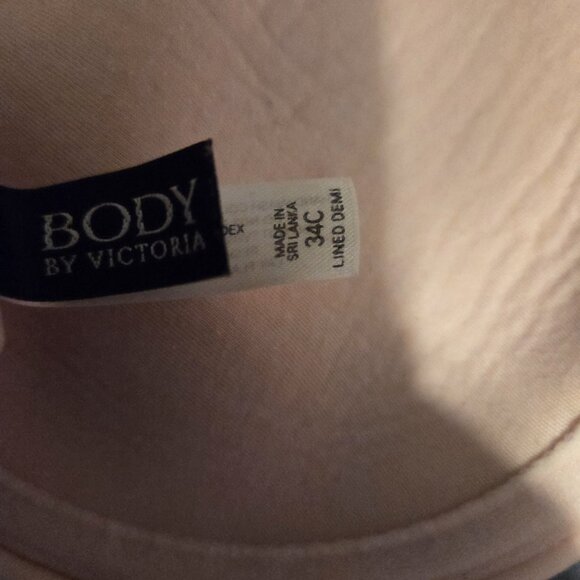 BODY
BY VICTORIA
DEX
MADE IN
SRI LANKA
34C
LINED DEMI